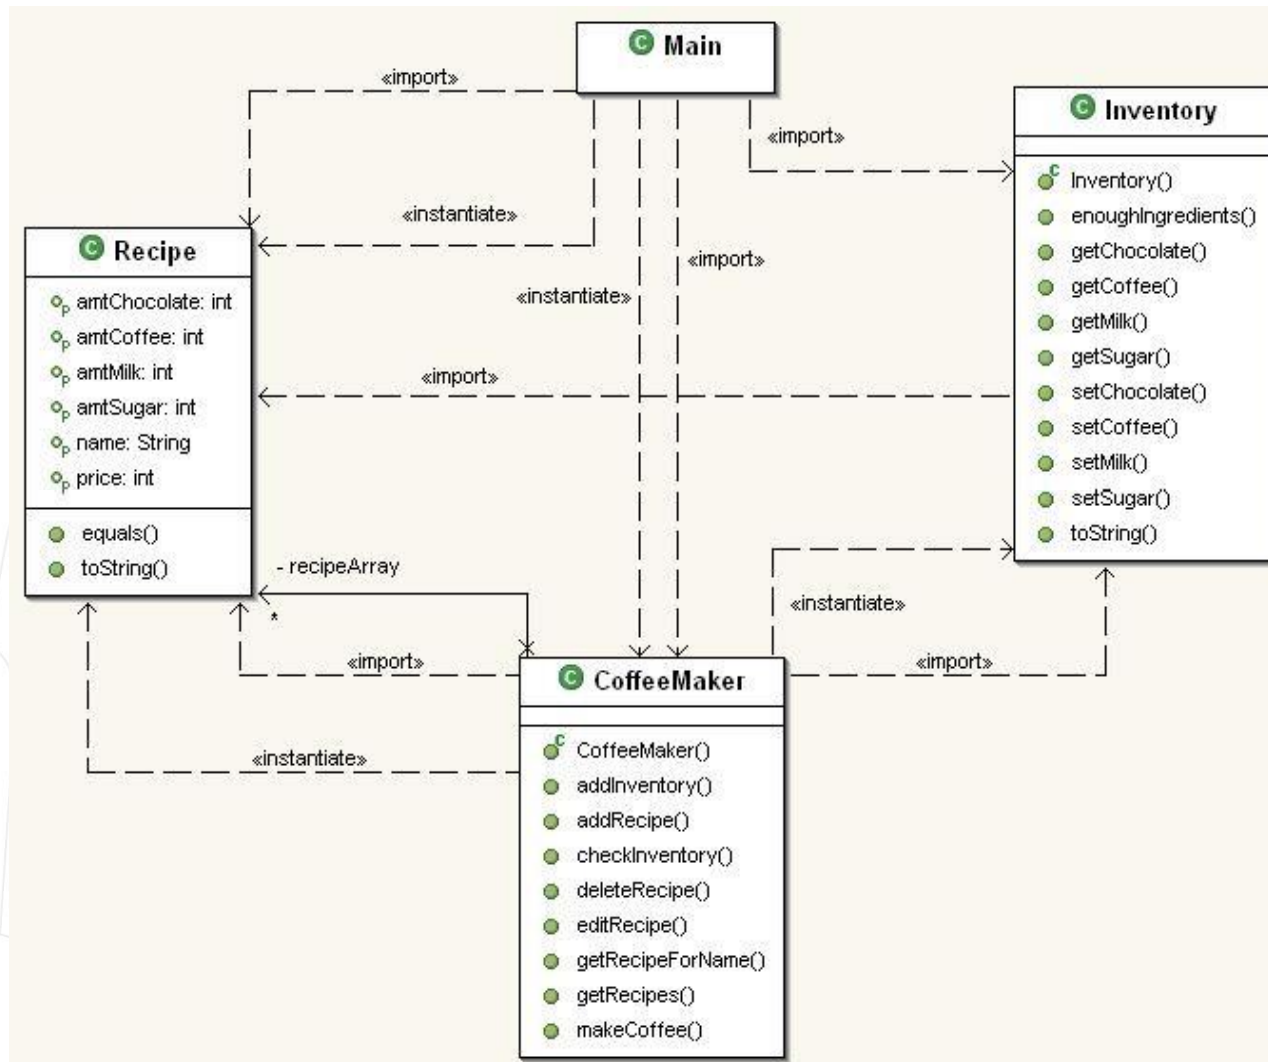 Main
«import»
«import»
«instantiate»
«import»
«instantiate»
Inventory
Inventory()
enoughIngredients()
getChocolate()
getCoffee()
getMilk()
getSugar()
setChocolate()
setCoffee()
setMilk()
setSugar()
toString()
Recipe
amtChocolate: int
amtCoffee: int
amtMilk: int
amtSugar: int
name: String
price: int
equals()
toString()
«import»
- recipeArray
*
«import»
«instantiate»
«instantiate»
«import»
CoffeeMaker
CoffeeMaker()
addInventory()
addRecipe()
checkInventory()
deleteRecipe()
editRecipe()
getRecipeForName()
getRecipes()
makeCoffee()